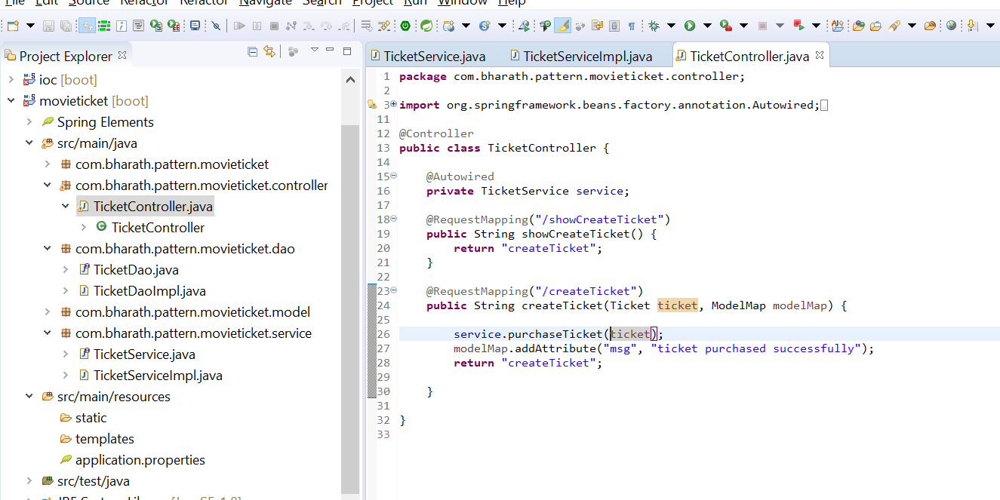 File Edit Source Refactor Refactor Navigate Search Project Run Window Help
Project Explorer
ioc [boot]
movieticket [boot]
Spring Elements
src/main/java
com.bharath.pattern.movieticket
com.bharath.pattern.movieticket.controller
TicketController.java
TicketController
com.bharath.pattern.movieticket.dao
TicketDao.java
TicketDaoImpl.java
com.bharath.pattern.movieticket.model
com.bharath.pattern.movieticket.service
TicketService.java
TicketServiceImpl.java
src/main/resources
static
templates
application.properties
src/test/java
TicketService.java TicketServiceImpl.java TicketController.java
1 package com.bharath.pattern.movieticket.controller;
2
3 import org.springframework.beans.factory.annotation.Autowired;
11
12 @Controller
13 public class TicketController {
14
15 @Autowired
16 private TicketService service;
17
18 @RequestMapping("/showCreateTicket")
19 public String showCreateTicket() {
20 return "createTicket";
21 }
22
23 @RequestMapping("/createTicket")
24 public String createTicket(Ticket ticket, ModelMap modelMap) {
25
26 service.purchaseTicket(ticket);
27 modelMap.addAttribute("msg", "ticket purchased successfully");
28 return "createTicket";
29
30 }
31
32 }
33